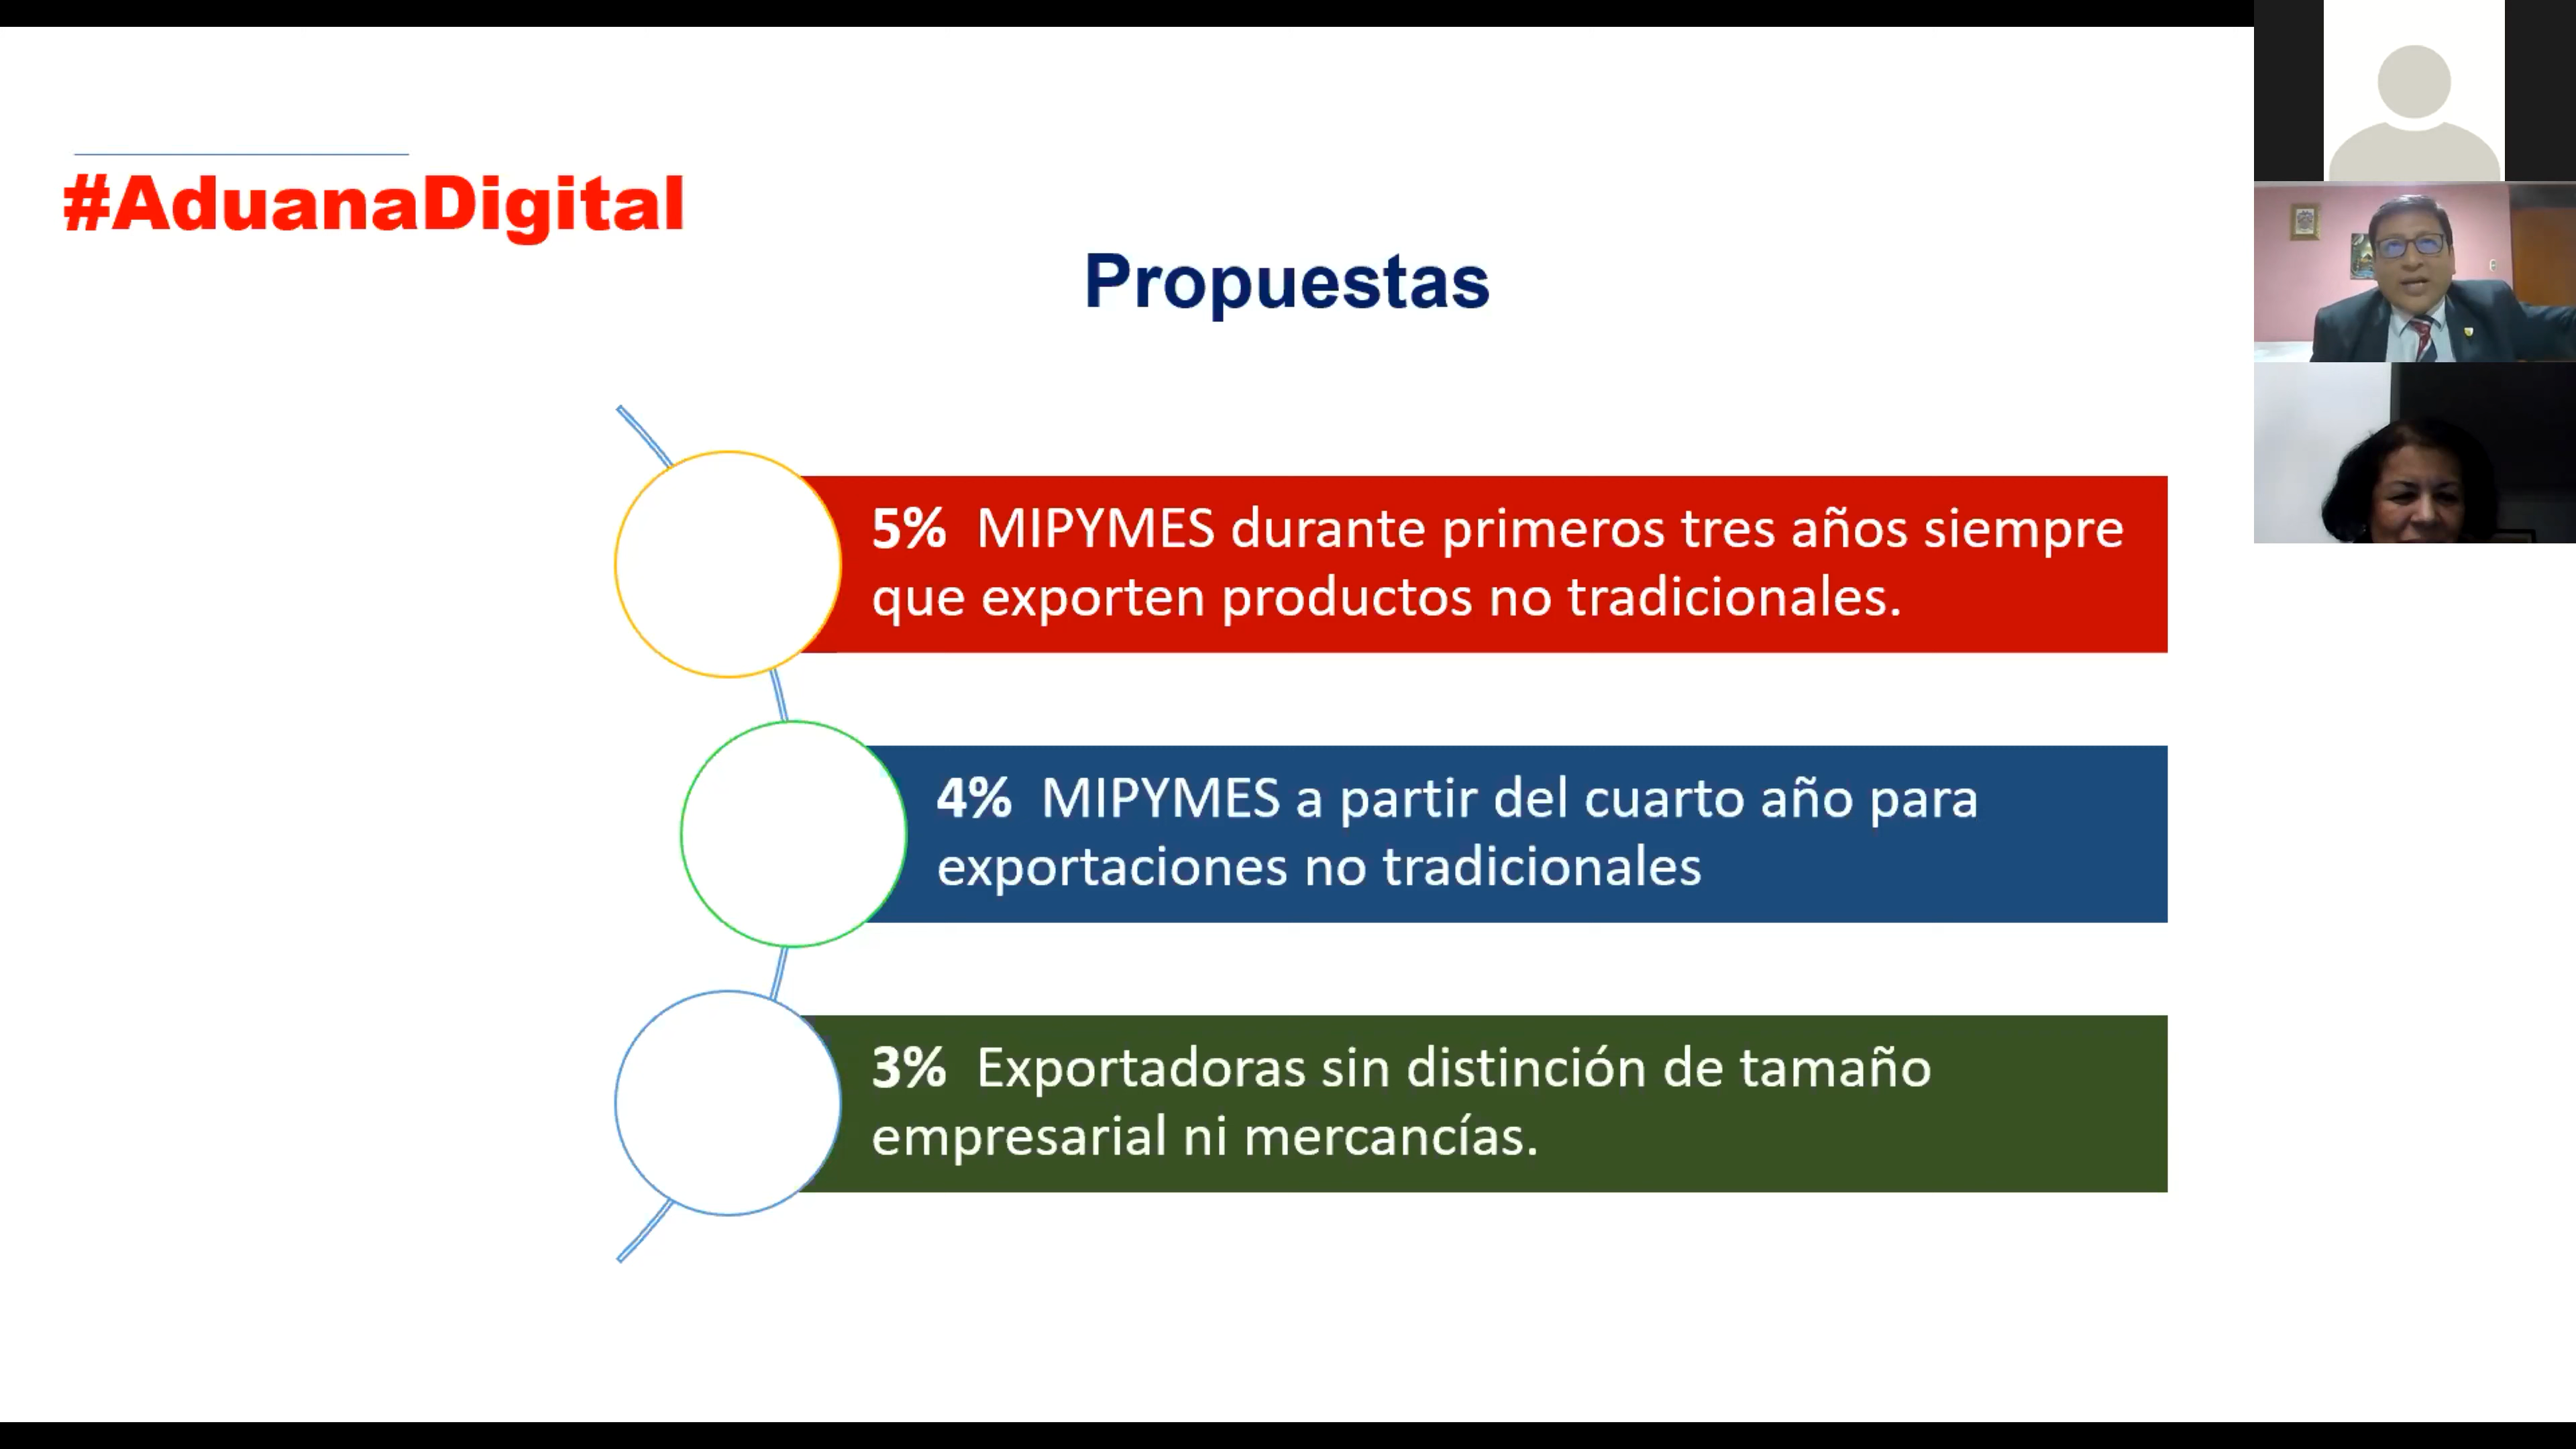 #AduanaDigital
Propuestas
5% MIPYMES durante primeros tres años siempre
que exporten productos no tradicionales.
4% MIPYMES a partir del cuarto año para
exportaciones no tradicionales
3% Exportadoras sin distinción de tamaño
empresarial ni mercancías.